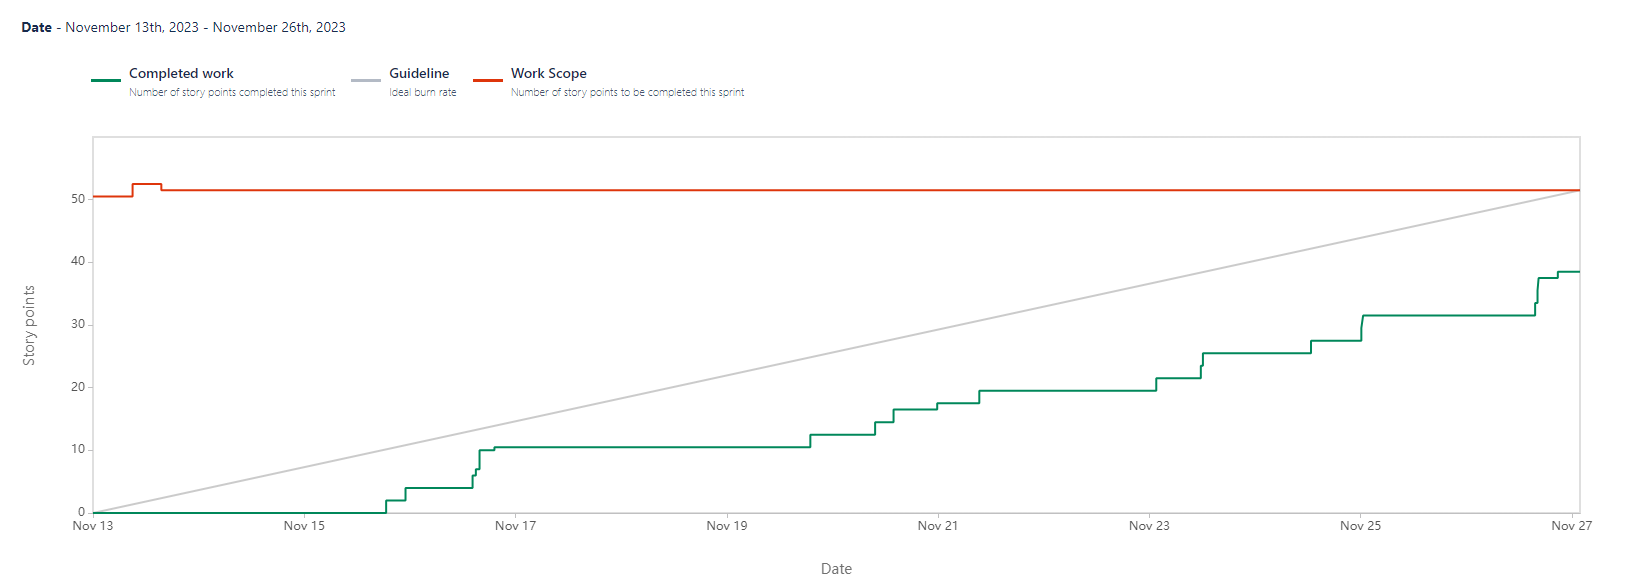 Date - November 13th, 2023 - November 26th, 2023
Completed work
Number of story points completed this sprint
Guideline
Ideal burn rate
Work Scope
Number of story points to be completed this sprint
Story points
50
40
30
20
10
0
Nov 13
Nov 15
Nov 17
Nov 19
Nov 21
Nov 23
Nov 25
Nov 27
Date